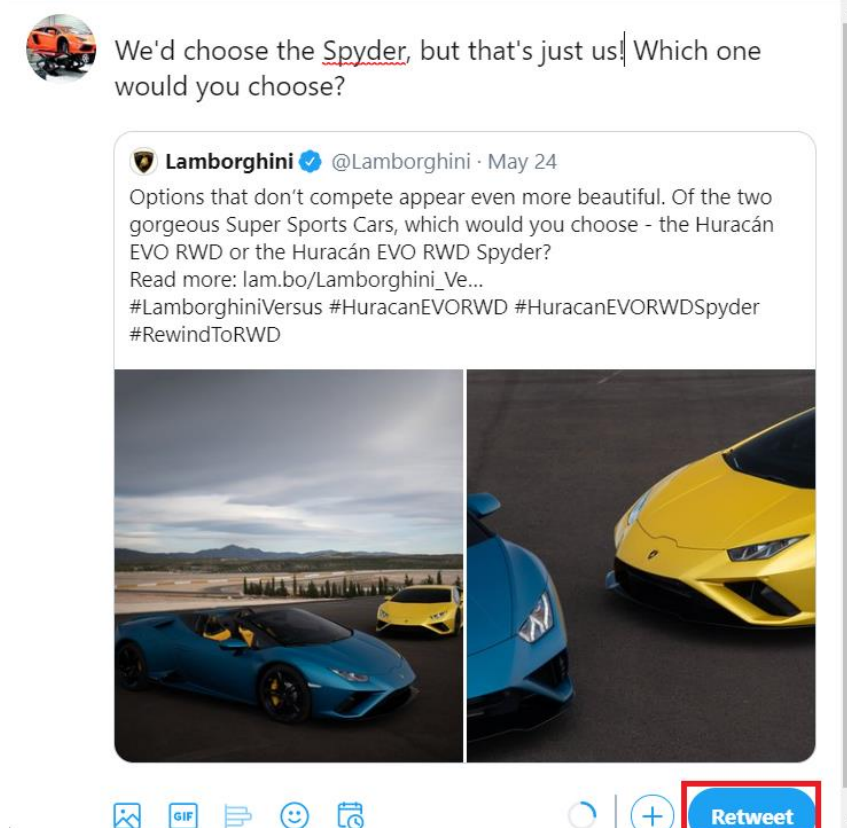 We'd choose the Spyder, but that's just us! Which one
would you choose?
Lamborghini @Lamborghini · May 24
Options that don't compete appear even more beautiful. Of the two
gorgeous Super Sports Cars, which would you choose - the Huracán
EVO RWD or the Huracán EVO RWD Spyder?
Read more: lam.bo/Lamborghini_Ve...
#LamborghiniVersus #HuracanEVORWD #HuracanEVORWDSpyder
#RewindToRWD
GIF
Retweet